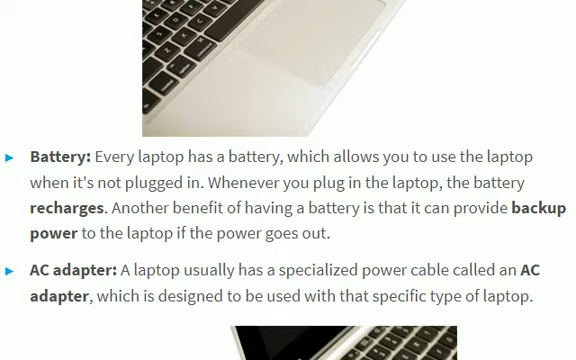 Battery: Every laptop has a battery, which allows you to use the laptop
when it's not plugged in. Whenever you plug in the laptop, the battery
recharges. Another benefit of having a battery is that it can provide backup
power to the laptop if the power goes out.
AC adapter: A laptop usually has a specialized power cable called an AC
adapter, which is designed to be used with that specific type of laptop.